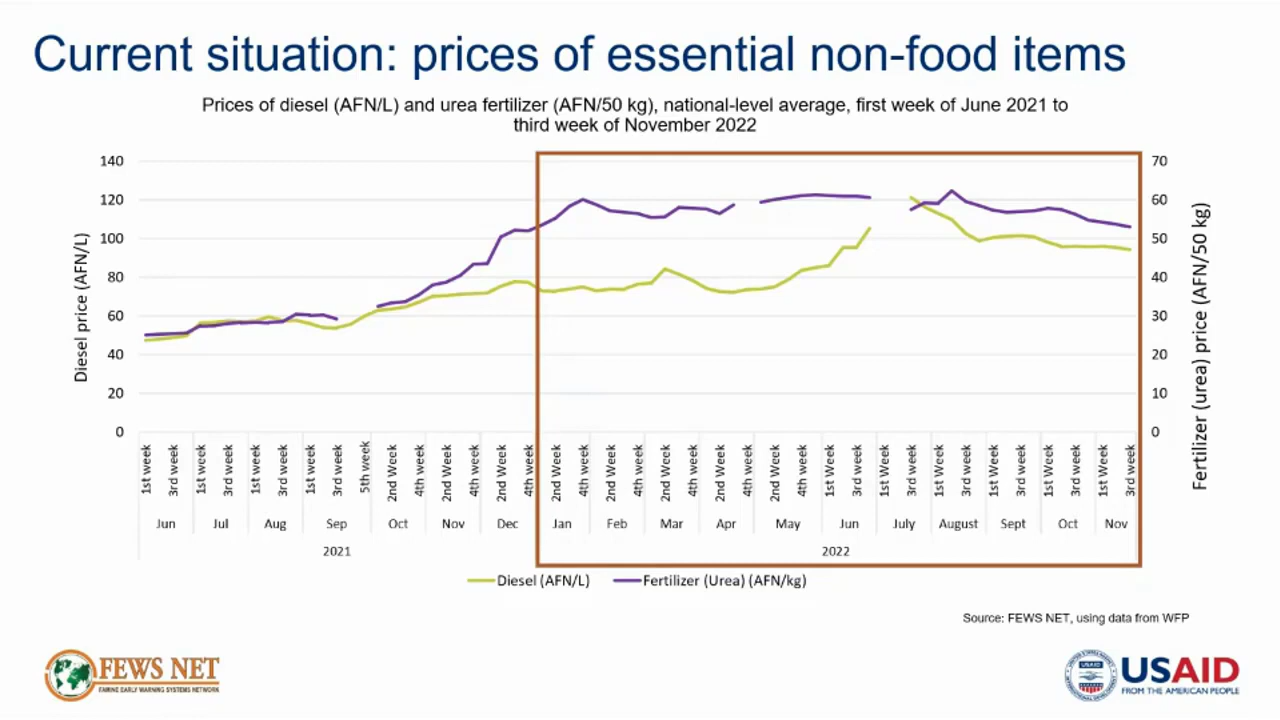 Current situation: prices of essential non-food items
Prices of diesel (AFN/L) and urea fertilizer (AFN/50 kg), national-level average, first week of June 2021 to
third week of November 2022
140
120
100
80
60
40
20
0
Diesel price (AFN/L)
70
60
50
40
30
20
10
0
Fertilizer (urea) price (AFN/50 kg)
1st week
3rd week
1st week
3rd week
1st week
3rd week
1st week
3rd week
5th week
2nd Week
4th week
2nd Week
4th week
2nd Week
4th Week
2nd Week
4th week
2nd Week
4th week
2nd Week
4th week
2nd Week
4th week
2nd Week
4th week
1st Week
3rd week
1st Week
3rd week
1st Week
3rd week
1st Week
3rd week
1st Week
3rd week
1st Week
3rd week
Jun Jul Aug Sep Oct Nov Dec Jan Feb Mar Apr May Jun July August Sept Oct Nov
2021 2022
Diesel (AFN/L) Fertilizer (Urea) (AFN/kg)
Source: FEWS NET, using data from WFP
FEWS NET
FAMINE EARLY WARNING SYSTEMS NETWORK
USAID
FROM THE AMERICAN PEOPLE